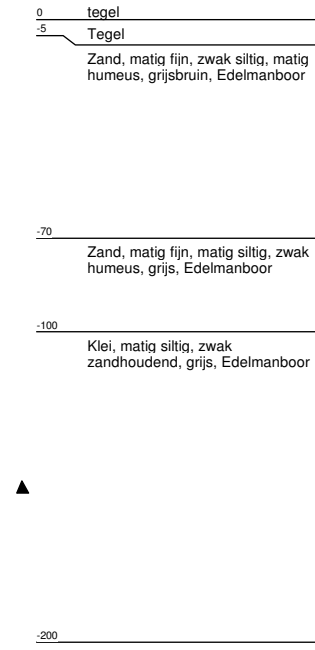 0 tegel
-5 Tegel
Zand, matig fijn, zwak siltig, matig
humeus, grijsbruin, Edelmanboor
-70
Zand, matig fijn, matig siltig, zwak
humeus, grijs, Edelmanboor
-100
Klei, matig siltig, zwak
zandhoudend, grijs, Edelmanboor
-200